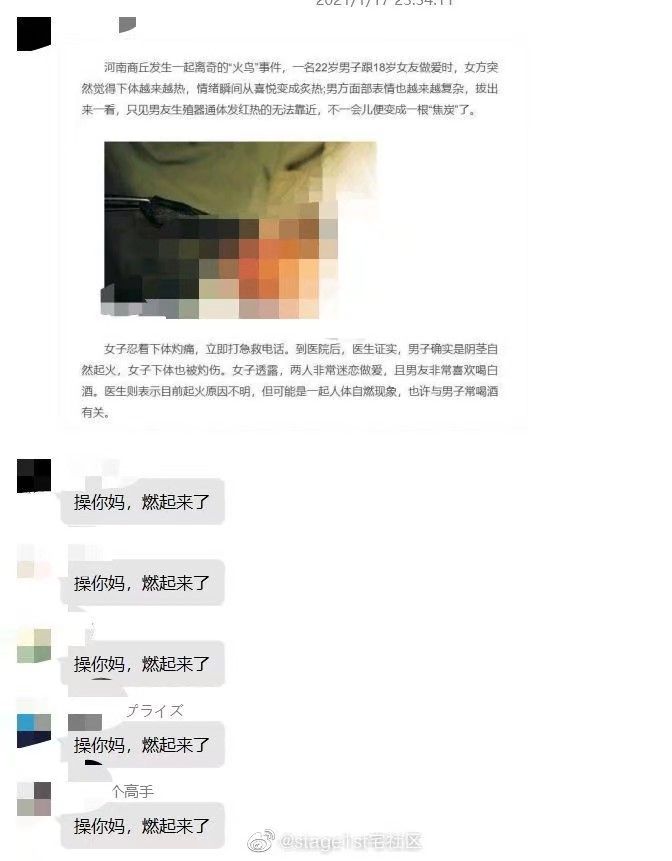 2021/1/17 23:54:11
河南商丘发生一起离奇的“火鸟”事件，一名22岁男子跟18岁女友做爱时，女方突
然觉得下体越来越热，情绪瞬间从喜悦变成炙热;男方面部表情也越来越复杂，拔出
来一看，只见男友生殖器通体发红热的无法靠近，不一会儿便变成一根“焦炭”了。
女子忍着下体灼痛，立即打急救电话。到医院后，医生证实，男子确实是阴茎自
然起火，女子下体也被灼伤。女子透露，两人非常迷恋做爱，且男友非常喜欢喝白
酒。医生则表示目前起火原因不明，但可能是一起人体自燃现象，也许与男子常喝酒
有关。
操你妈，燃起来了
操你妈，燃起来了
操你妈，燃起来了
プライズ
操你妈，燃起来了
个高手
操你妈，燃起来了
@stage1st宅社区